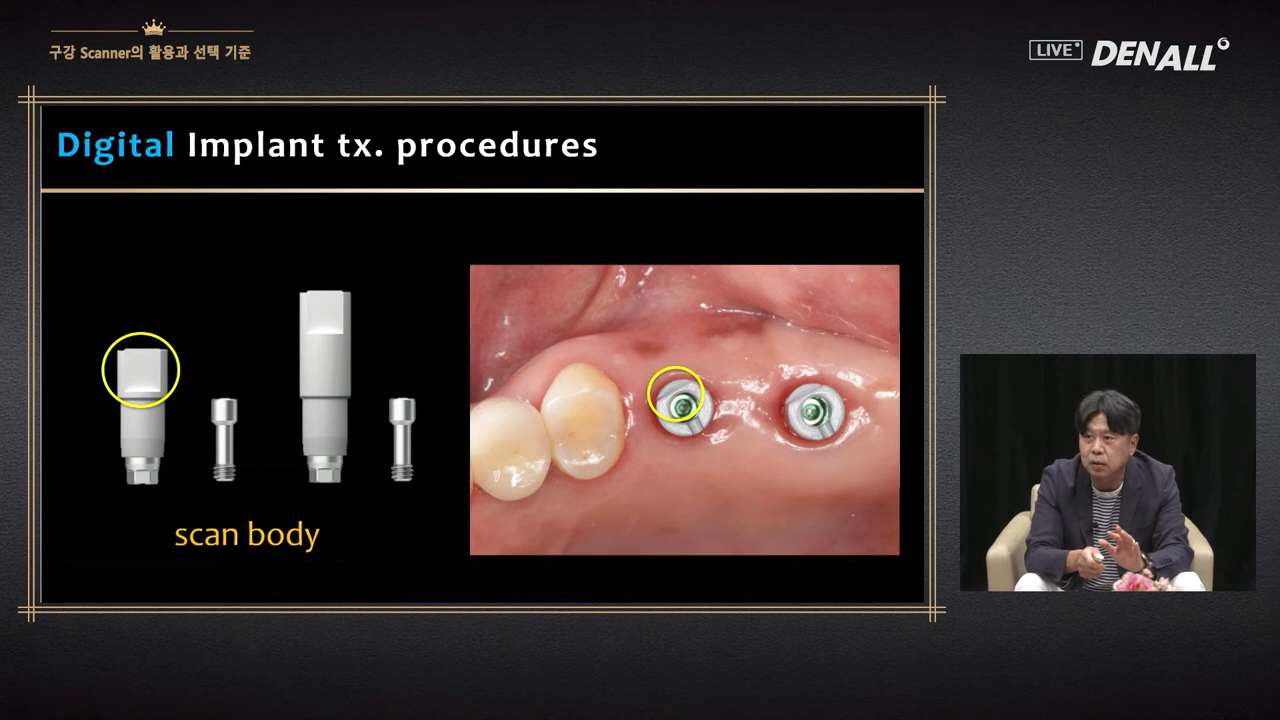 구강 Scanner의 활용과 선택 기준
LIVE
DENALL
Digital Implant tx. procedures
scan body